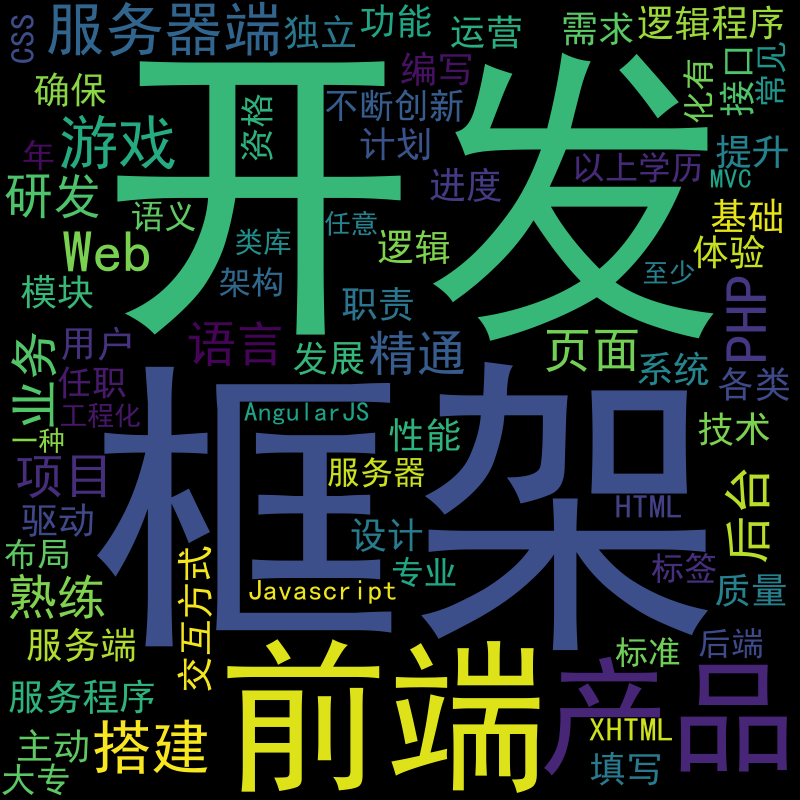 CSS
服务器端
独立
功能
运营
需求
逻辑程序
开发
编写
化有
接口
常见
确保
资格
不断创新
游戏
计划
提升
年
进度
以上学历
MVC
研发
语义
任意
基础
Web
类库
逻辑
体验
模块
架构
职责
至少
PHP
业务
用户
语言
发展
精通
页面
系统
各类
任职
框架
工程化
AngularJS
一种
性能
技术
项目
服务器
后台
HTML
驱动
设计
布局
交互方式
专业
标签
熟练
Javascript
质量
服务端
前端
标准
后端
产品
服务程序
主动
搭建
XHTML
大专
填写